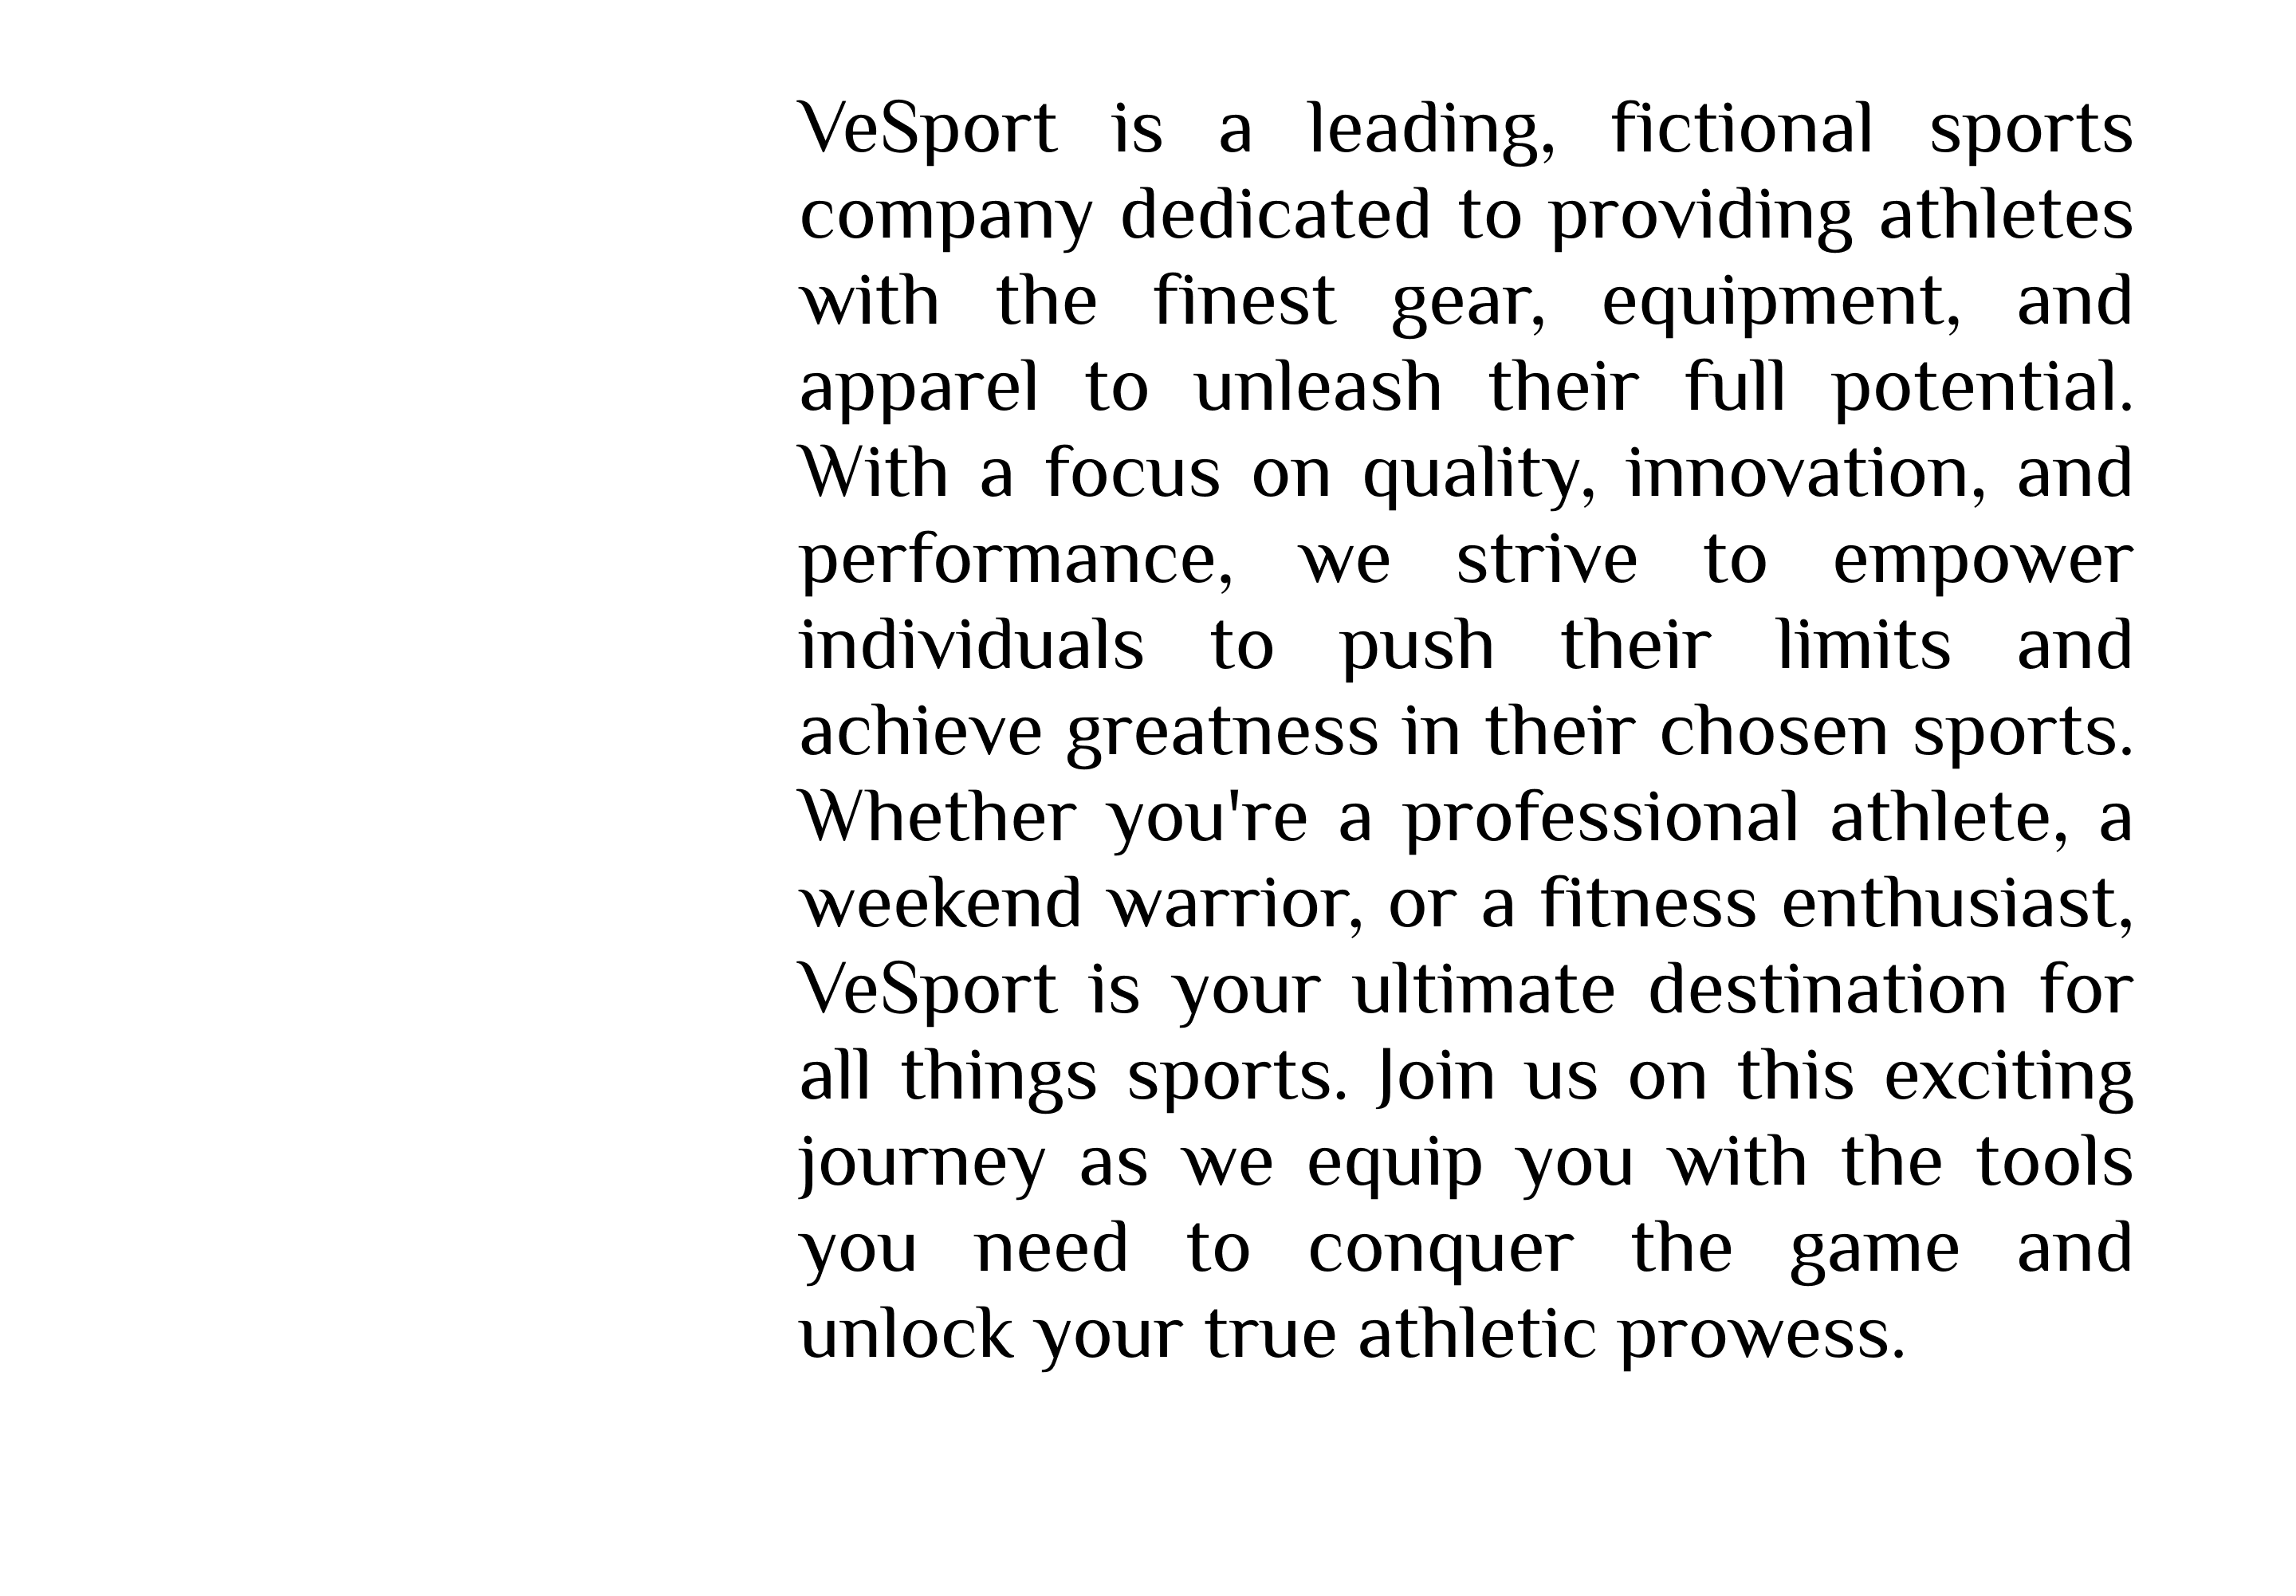 VeSport is a leading, fictional sports
company dedicated to providing athletes
with the finest gear, equipment, and
apparel to unleash their full potential.
With a focus on quality, innovation, and
performance, we strive to empower
individuals to push their limits and
achieve greatness in their chosen sports.
Whether you're a professional athlete, a
weekend warrior, or a fitness enthusiast,
VeSport is your ultimate destination for
all things sports. Join us on this exciting
journey as we equip you with the tools
you need to conquer the game and
unlock your true athletic prowess.